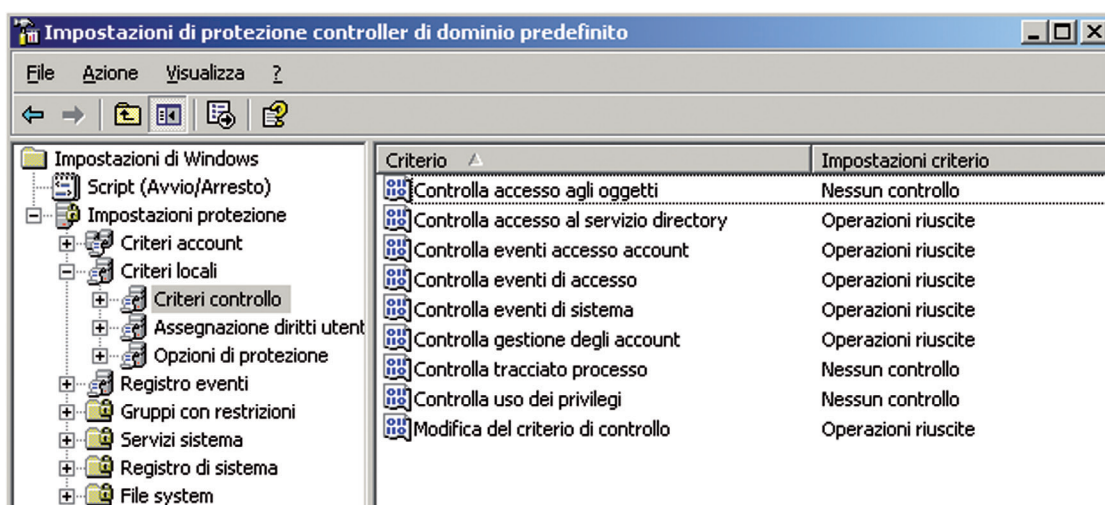 Impostazioni di protezione controller di dominio predefinito
File Azione Visualizza ?
Impostazioni di Windows
Script (Avvio/Arresto)
Impostazioni protezione
Criteri account
Criteri locali
Criteri controllo
Assegnazione diritti utent
Opzioni di protezione
Registro eventi
Gruppi con restrizioni
Servizi sistema
Registro di sistema
File system
Criterio Impostazioni criterio
Controlla accesso agli oggetti Nessun controllo
Controlla accesso al servizio directory Operazioni riuscite
Controlla eventi accesso account Operazioni riuscite
Controlla eventi di accesso Operazioni riuscite
Controlla eventi di sistema Operazioni riuscite
Controlla gestione degli account Operazioni riuscite
Controlla tracciato processo Nessun controllo
Controlla uso dei privilegi Nessun controllo
Modifica del criterio di controllo Operazioni riuscite